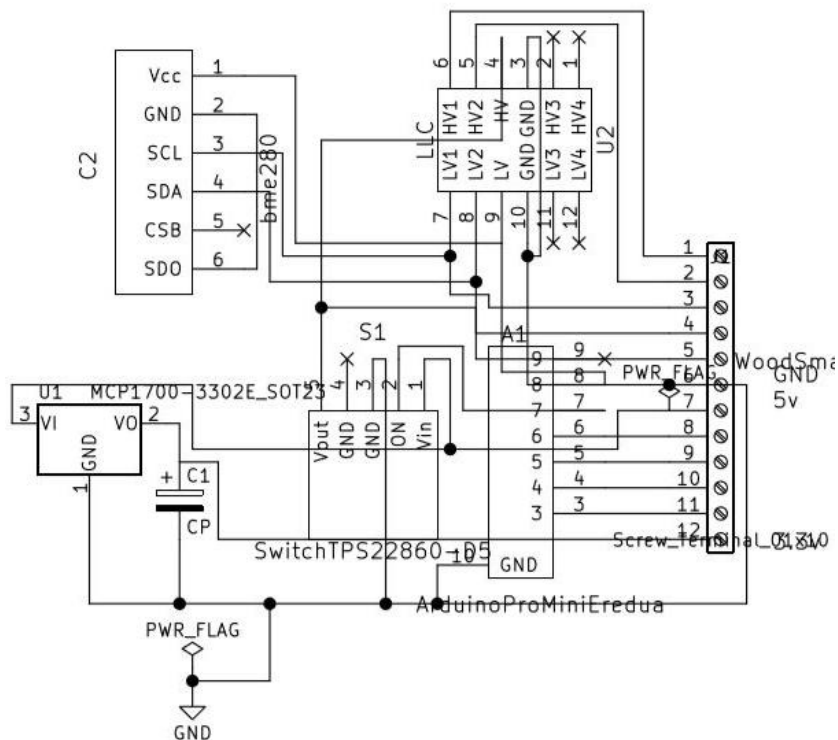 6 5 4 3 2 1
HV1 HV2 HV GND HV3 HV4
LLC
U2
LV1 LV2 LV GND LV3 LV4
7 8 9 10 11 12
C2
bme280
Vcc 1
GND 2
SCL 3
SDA 4
CSB 5
SDO 6
S1
5 4 3 2 1
Vout GND GND ON Vin
SwitchTPS22860-05
U1 MCP1700-3302E_SOT23
3 VI VO 2
GND
1
+ C1
CP
A1
9 9
8 8
7 7
6 6
5 5
4 4
3 3
10 GND
ArduinoProMiniEredua
PWR_FLAG
1
2
3
4
5
6
7
8
9
10
11
12
J1
WoodSma
GND
5v
3.3v
Screw_Terminal_01x10
PWR_FLAG
GND